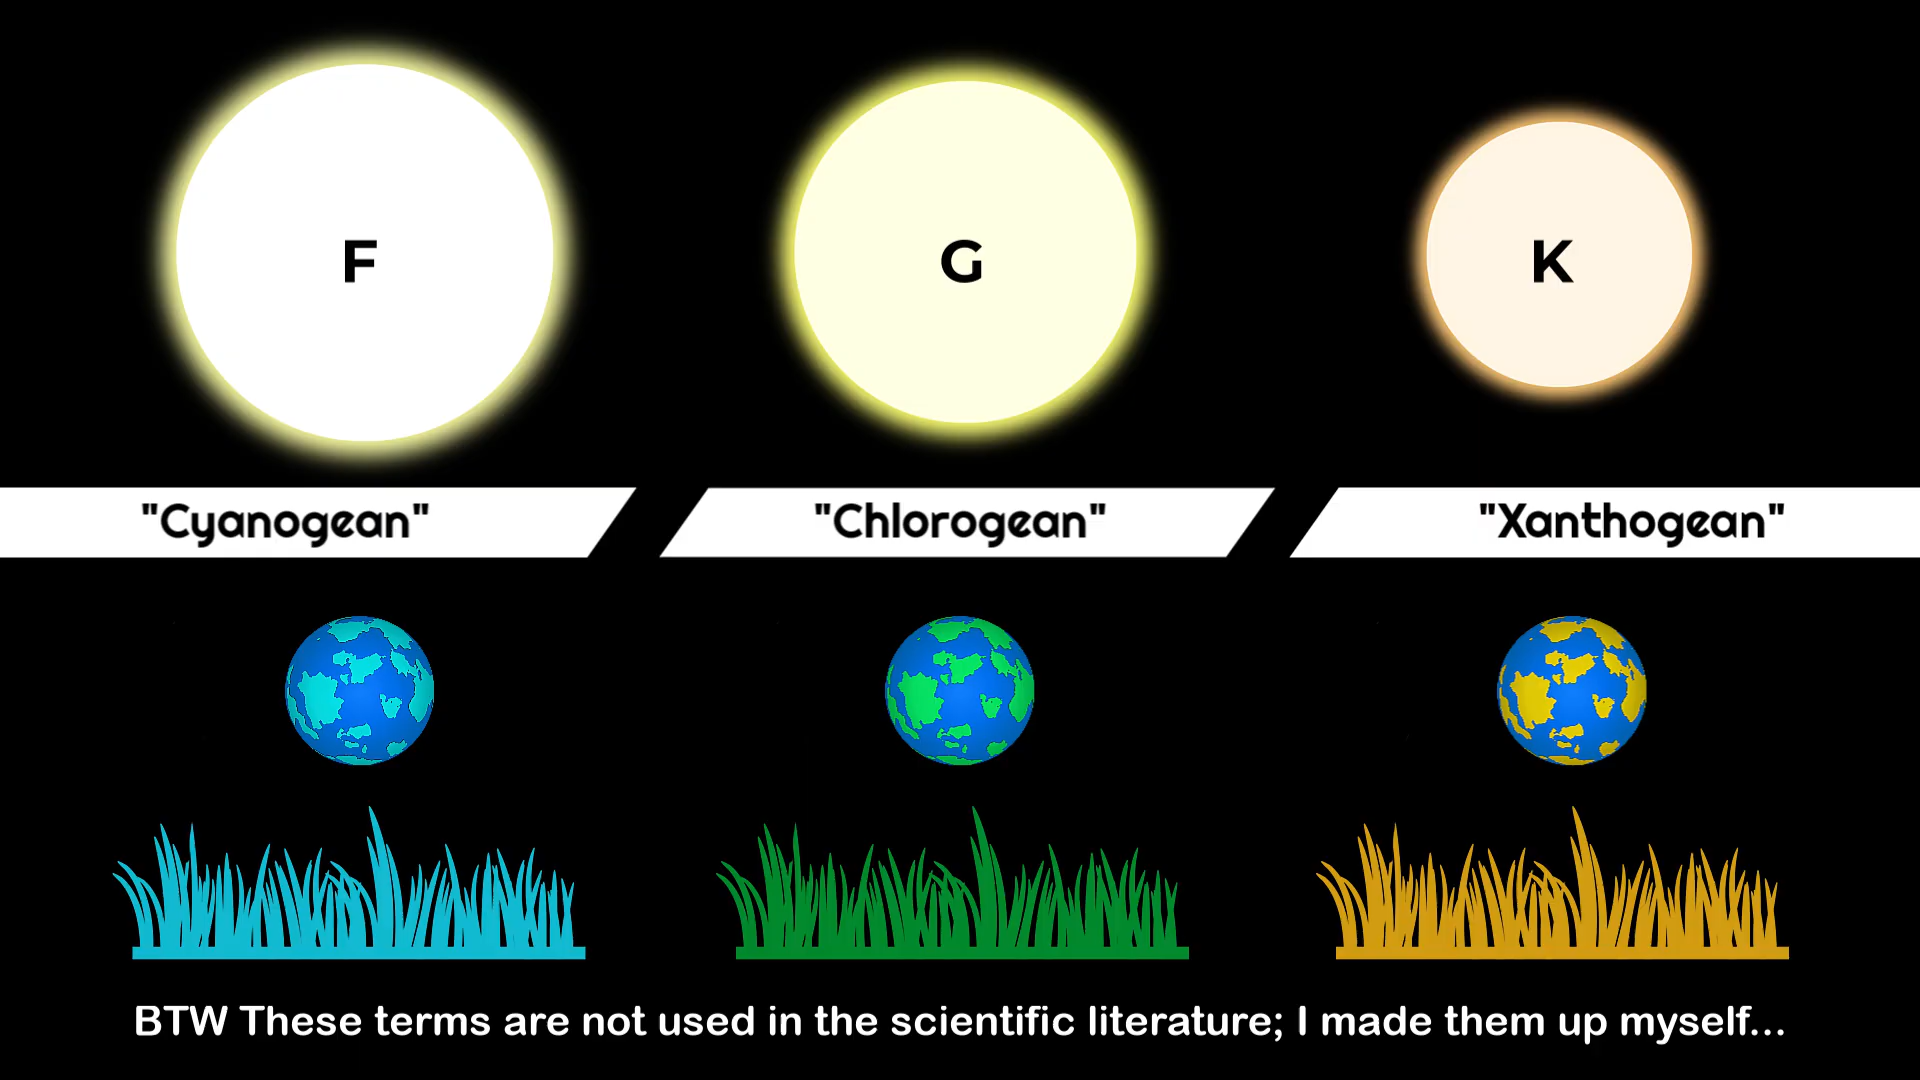 F
G
K
"Cyanogean"
"Chlorogean"
"Xanthogean"
BTW These terms are not used in the scientific literature; I made them up myself...